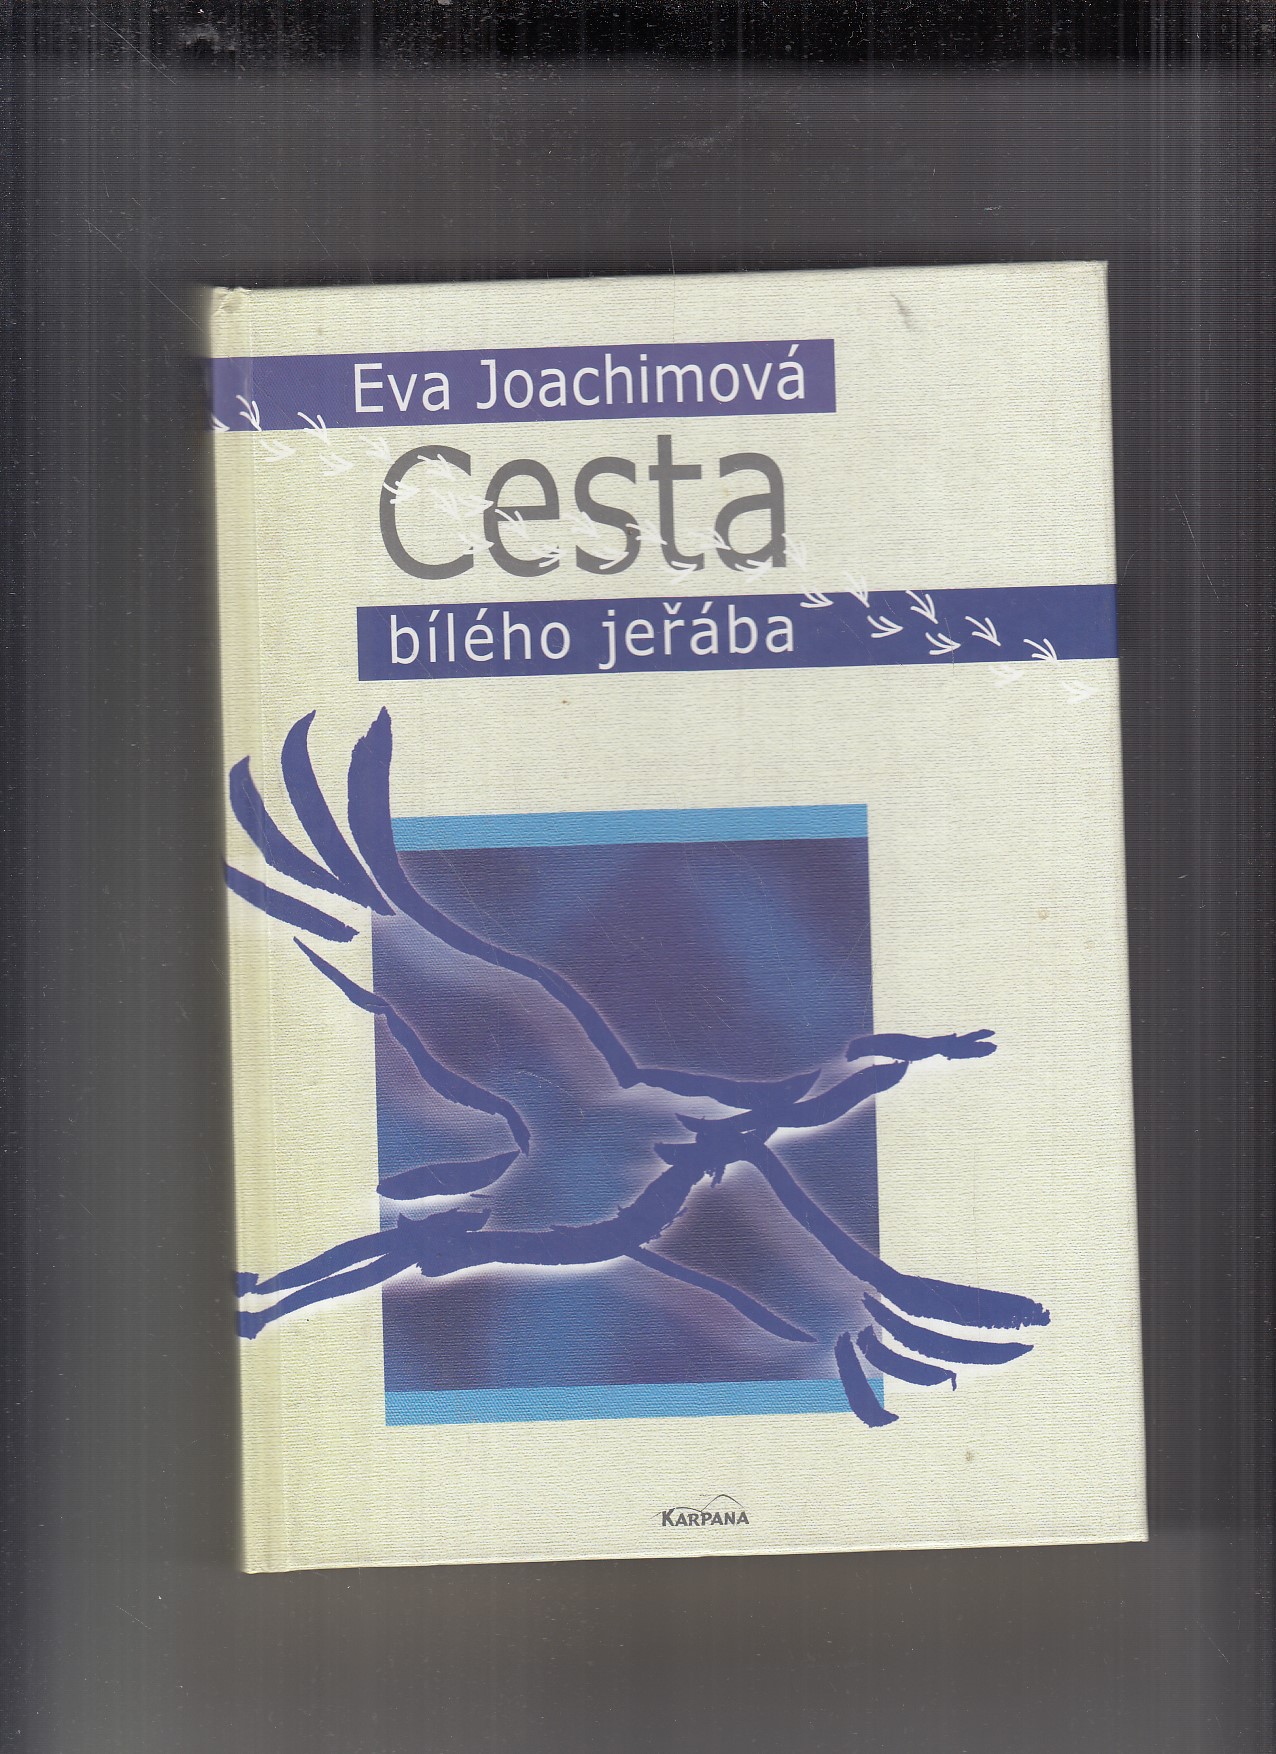 Eva Joachimová
Cesta
bílého jeřába
KARPANA